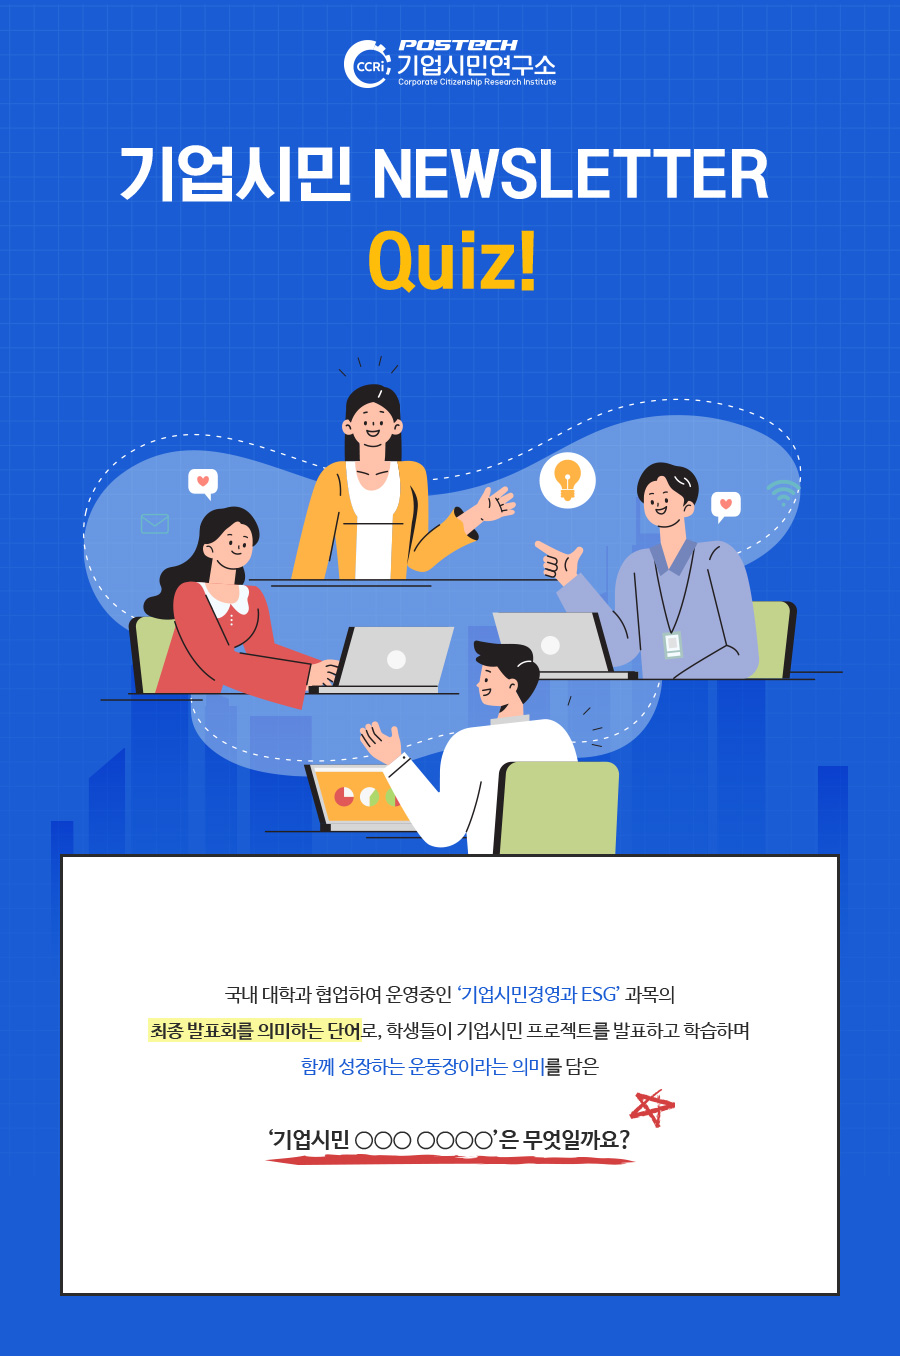 CCRi
POSTECH
기업시민연구소
Corporate Citizenship Research Institute
기업시민 NEWSLETTER
Quiz!
국내 대학과 협업하여 운영중인 ‘기업시민경영과 ESG’ 과목의
최종 발표회를 의미하는 단어로, 학생들이 기업시민 프로젝트를 발표하고 학습하며
함께 성장하는 운동장이라는 의미를 담은
‘기업시민 ○○○ ○○○○’은 무엇일까요?